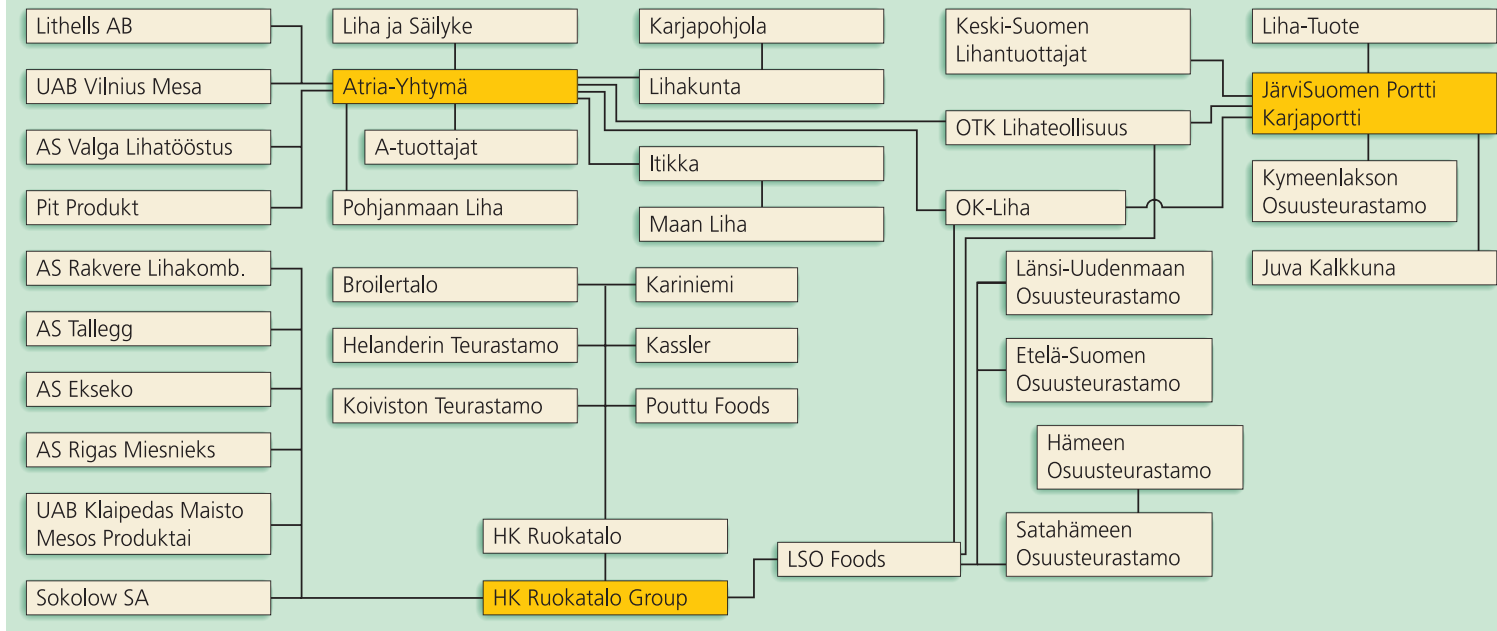 Lithells AB
UAB Vilnius Mesa
AS Valga Lihatööstus
Pit Produkt
AS Rakvere Lihakomb.
AS Tallegg
AS Ekseko
AS Rigas Miesnieks
UAB Klaipedas Maisto
Mesos Produktai
Sokolow SA
Liha ja Säilyke
Atria-Yhtymä
A-tuottajat
Pohjanmaan Liha
Karjapohjola
Lihakunta
Itikka
Maan Liha
Broilertalo
Kariniemi
Helanderin Teurastamo
Kassler
Koiviston Teurastamo
Pouttu Foods
HK Ruokatalo
HK Ruokatalo Group
LSO Foods
Keski-Suomen
Lihantuottajat
OTK Lihateollisuus
OK-Liha
Länsi-Uudenmaan
Osuusteurastamo
Etelä-Suomen
Osuusteurastamo
Hämeen
Osuusteurastamo
Satahämeen
Osuusteurastamo
Liha-Tuote
JärviSuomen Portti
Karjaportti
Kymeenlakson
Osuusteurastamo
Juva Kalkkuna